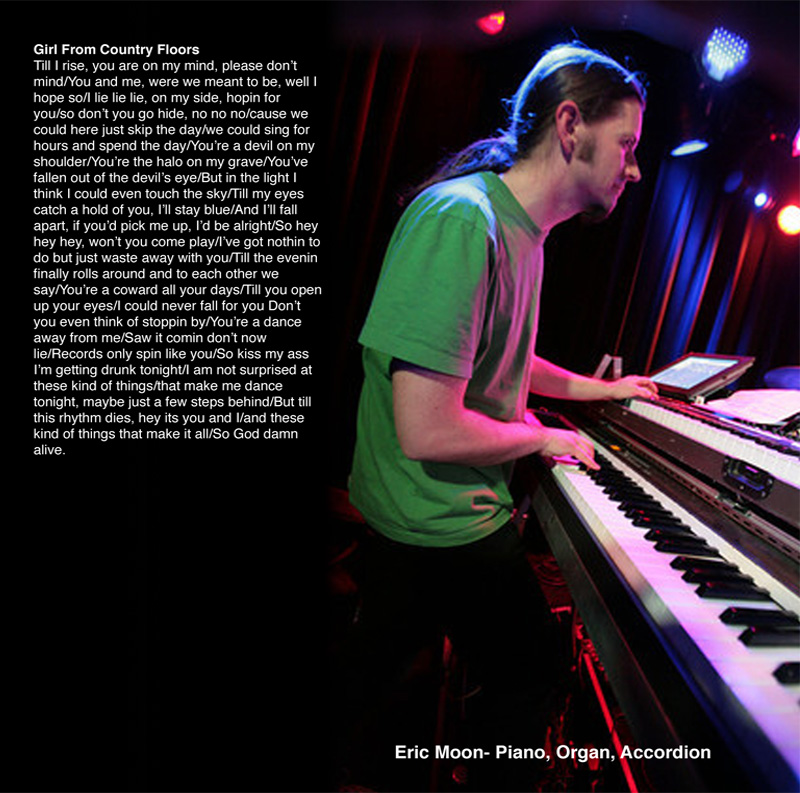 Girl From Country Floors
Till I rise, you are on my mind, please don't
mind/You and me, were we meant to be, well I
hope so/I lie lie lie, on my side, hopin for
you/so don't you go hide, no no no/cause we
could here just skip the day/we could sing for
hours and spend the day/You're a devil on my
shoulder/You're the halo on my grave/You've
fallen out of the devil's eye/But in the light I
think I could even touch the sky/Till my eyes
catch a hold of you, I'll stay blue/And I'll fall
apart, if you'd pick me up, I'd be alright/So hey
hey hey, won't you come play/I've got nothin to
do but just waste away with you/Till the evenin
finally rolls around and to each other we
say/You're a coward all your days/Till you open
up your eyes/I could never fall for you Don't
you even think of stoppin by/You're a dance
away from me/Saw it comin don't now
lie/Records only spin like you/So kiss my ass
I'm getting drunk tonight/I am not surprised at
these kind of things/that make me dance
tonight, maybe just a few steps behind/But till
this rhythm dies, hey its you and I/and these
kind of things that make it all/So God damn
alive.
Eric Moon- Piano, Organ, Accordion